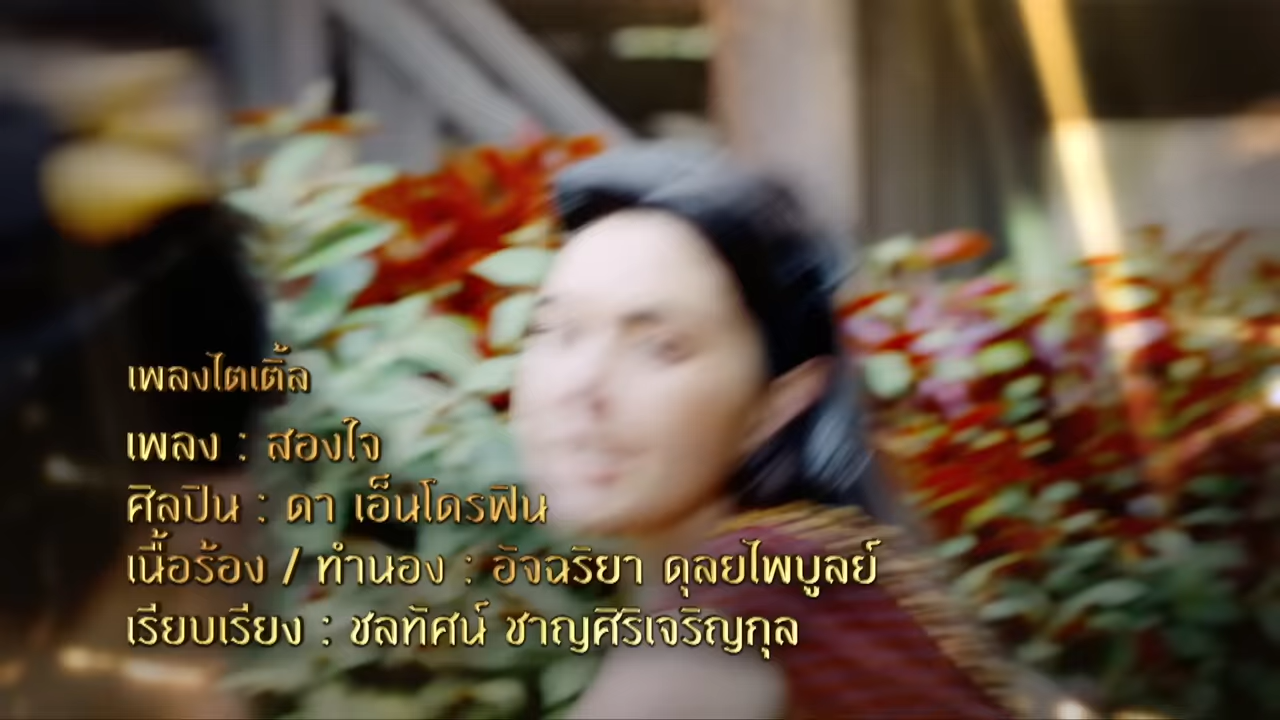 เพลงไตเติ้ล
เพลง : สองใจ
ศิลปิน : ดา เอ็นโดรฟิน
เนื้อร้อง / ทำนอง : อัจฉริยา ดุลยไพบูลย์
เรียบเรียง : ชลทัศน์ ชาญศิริเจริญกุล